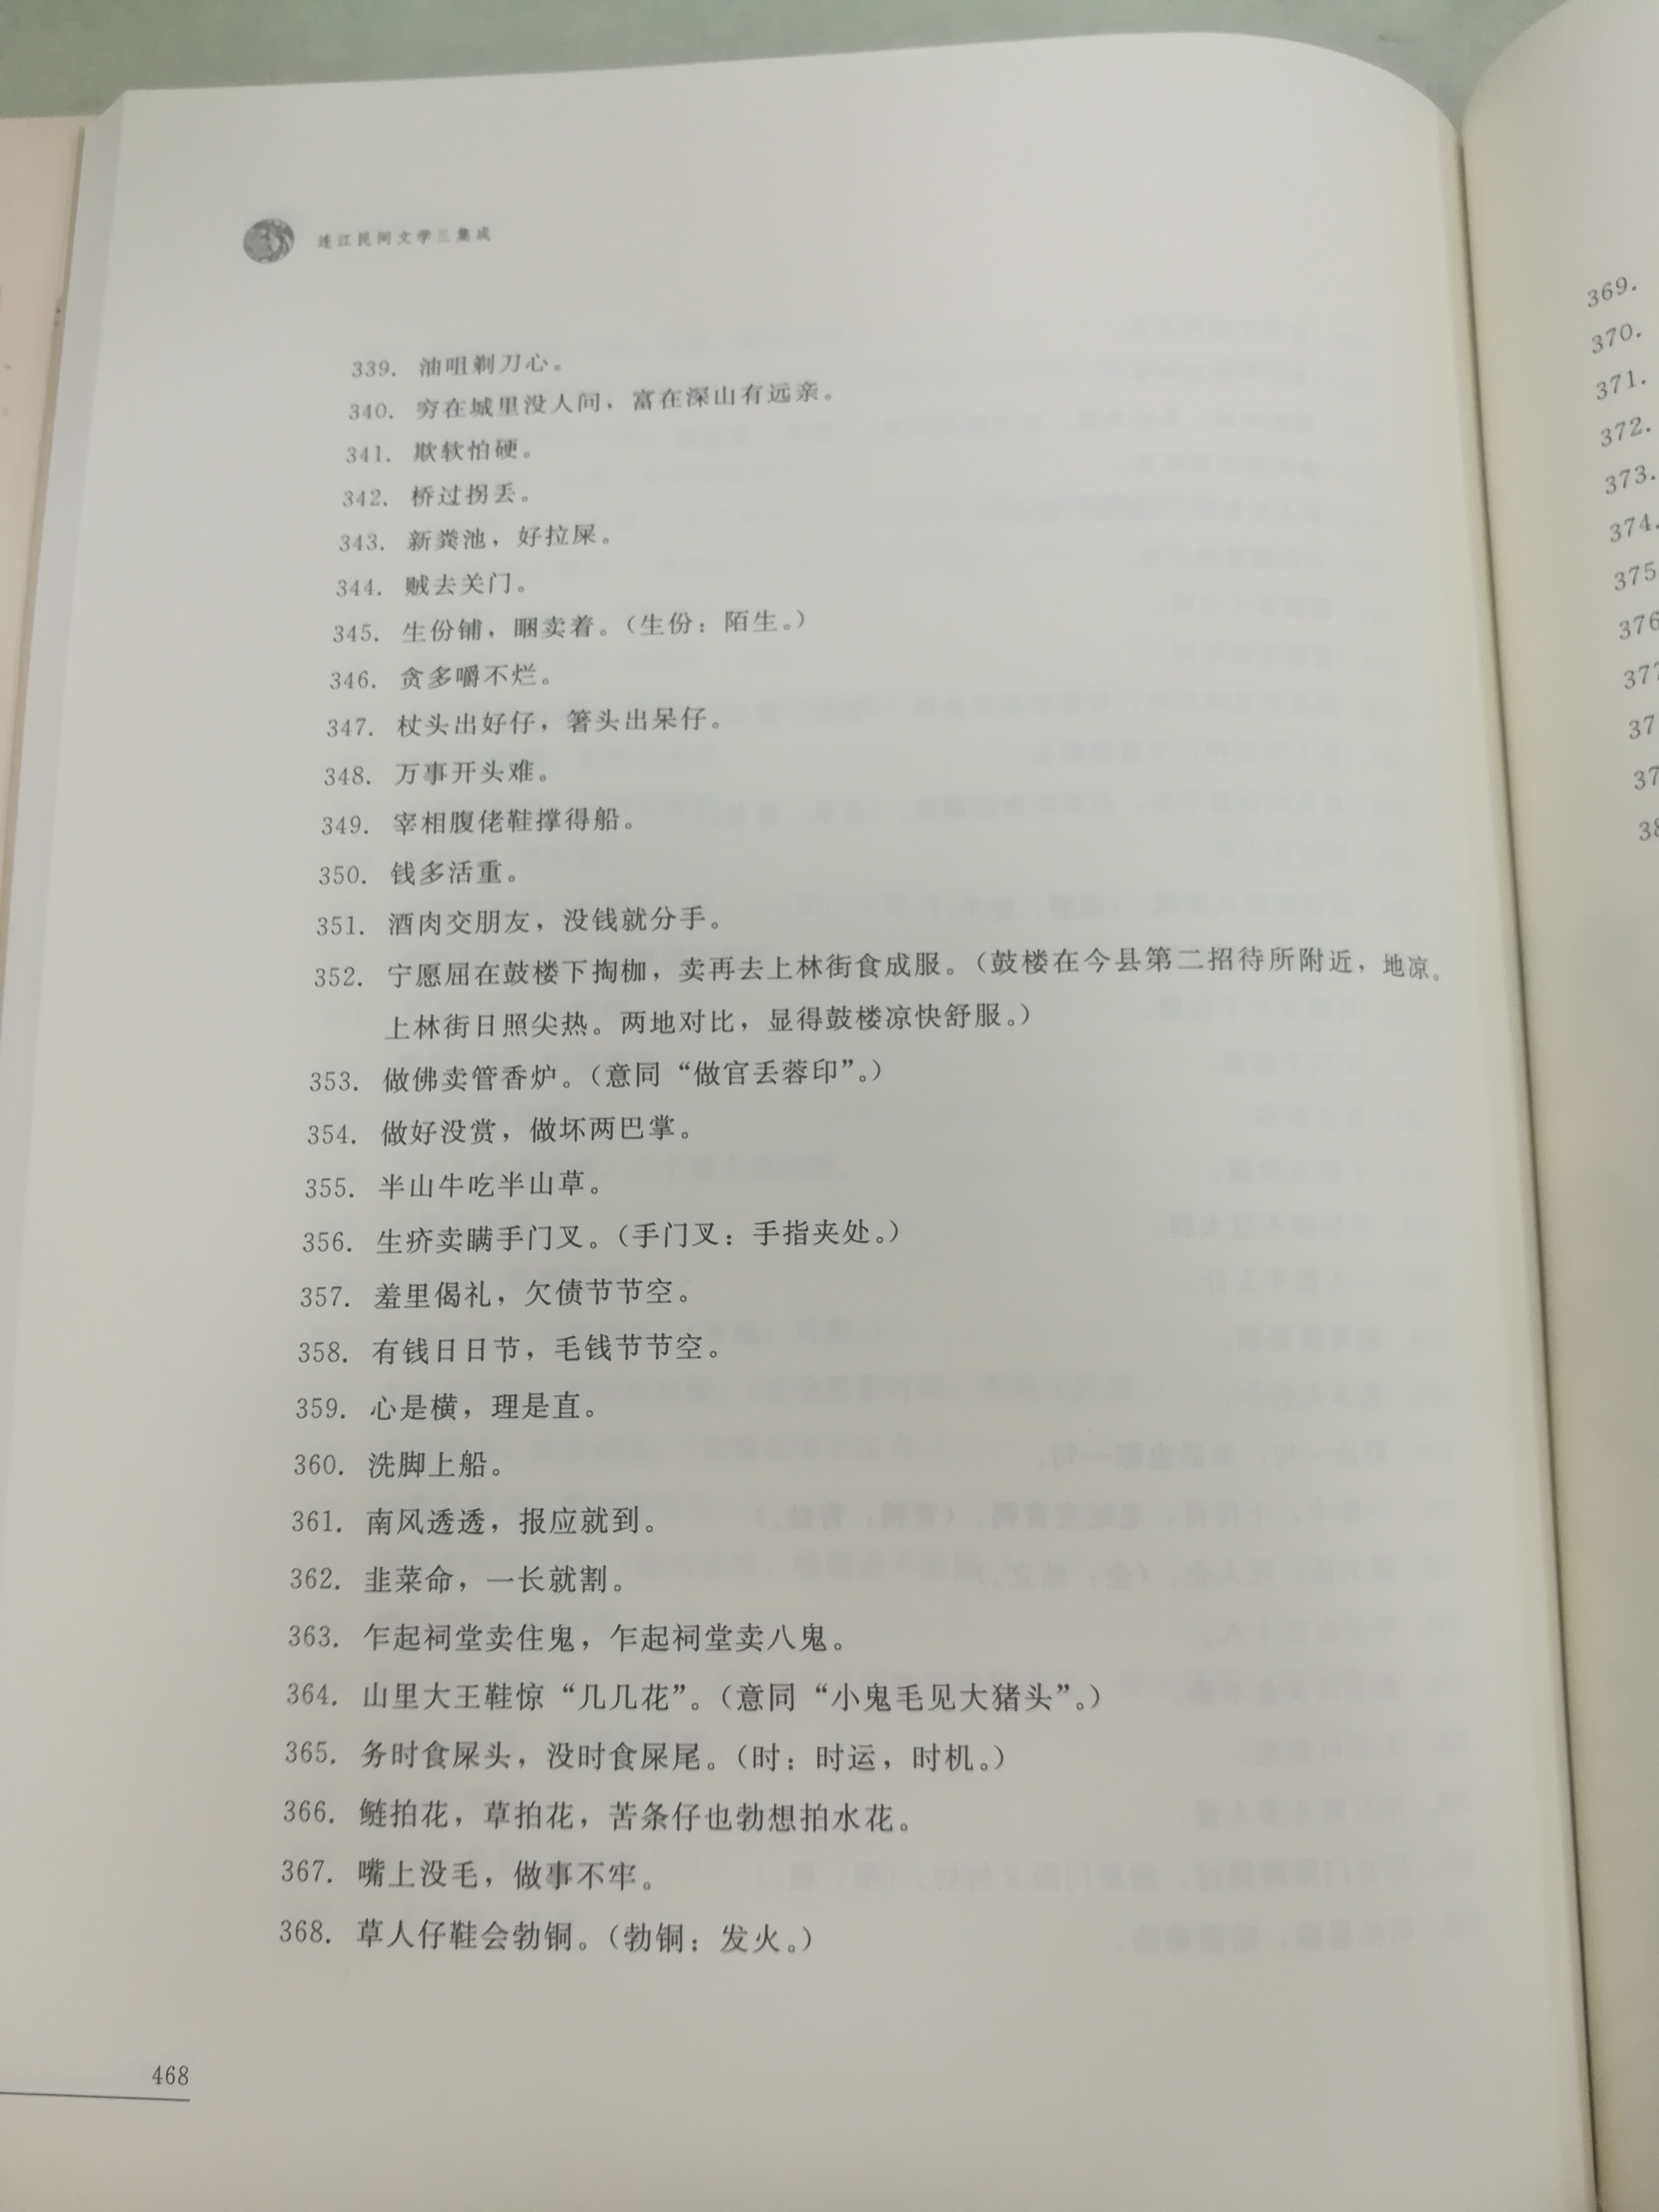 连江民间文学三集成
339. 油咀剃刀心。
340. 穷在城里没人问，富在深山有远亲。
341. 欺软怕硬。
342. 桥过拐丢。
343. 新粪池，好拉屎。
344. 贼去关门。
345. 生份铺，睏卖着。（生份：陌生。）
346. 贪多嚼不烂。
347. 杖头出好仔，箸头出呆仔。
348. 万事开头难。
349. 宰相腹佬鞋撑得船。
350. 钱多活重。
351. 酒肉交朋友，没钱就分手。
352. 宁愿屈在鼓楼下掏枷，卖再去上林街食成服。（鼓楼在今县第二招待所附近，地凉。
上林街日照尖热。两地对比，显得鼓楼凉快舒服。）
353. 做佛卖管香炉。（意同“做官丢蓉印”。）
354. 做好没赏，做坏两巴掌。
355. 半山牛吃半山草。
356. 生疥卖瞒手门叉。（手门叉：手指夹处。）
357. 羞里偈礼，欠债节节空。
358. 有钱日日节，毛钱节节空。
359. 心是横，理是直。
360. 洗脚上船。
361. 南风透透，报应就到。
362. 韭菜命，一长就割。
363. 乍起祠堂卖住鬼，乍起祠堂卖八鬼。
364. 山里大王鞋惊“几几花”。（意同“小鬼毛见大猪头”。）
365. 务时食屎头，没时食屎尾。（时：时运，时机。）
366. 鲢拍花，草拍花，苦条仔也勃想拍水花。
367. 嘴上没毛，做事不牢。
368. 草人仔鞋会勃铜。（勃铜：发火。）
468
369.
370.
371.
372.
373.
374.
375
376
377
37
37
38